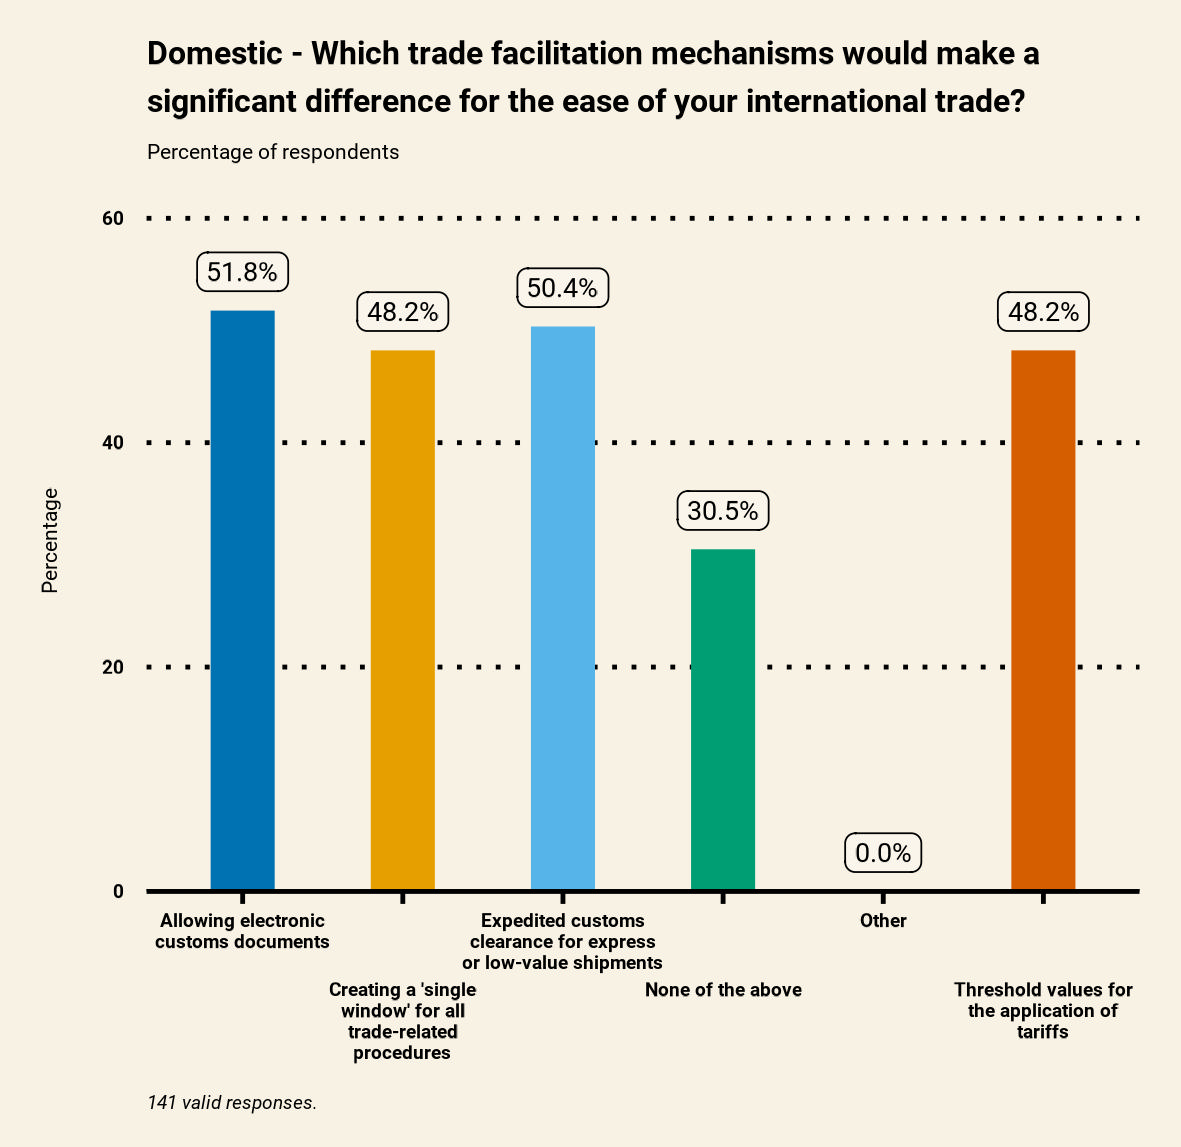 Domestic - Which trade facilitation mechanisms would make a
significant difference for the ease of your international trade?
Percentage of respondents
60
51.8%
48.2%
50.4%
48.2%
40
30.5%
Percentage
20
0.0%
0
Allowing electronic
customs documents
Creating a 'single
window' for all
trade-related
procedures
Expedited customs
clearance for express
or low-value shipments
None of the above
Other
Threshold values for
the application of
tariffs
141 valid responses.